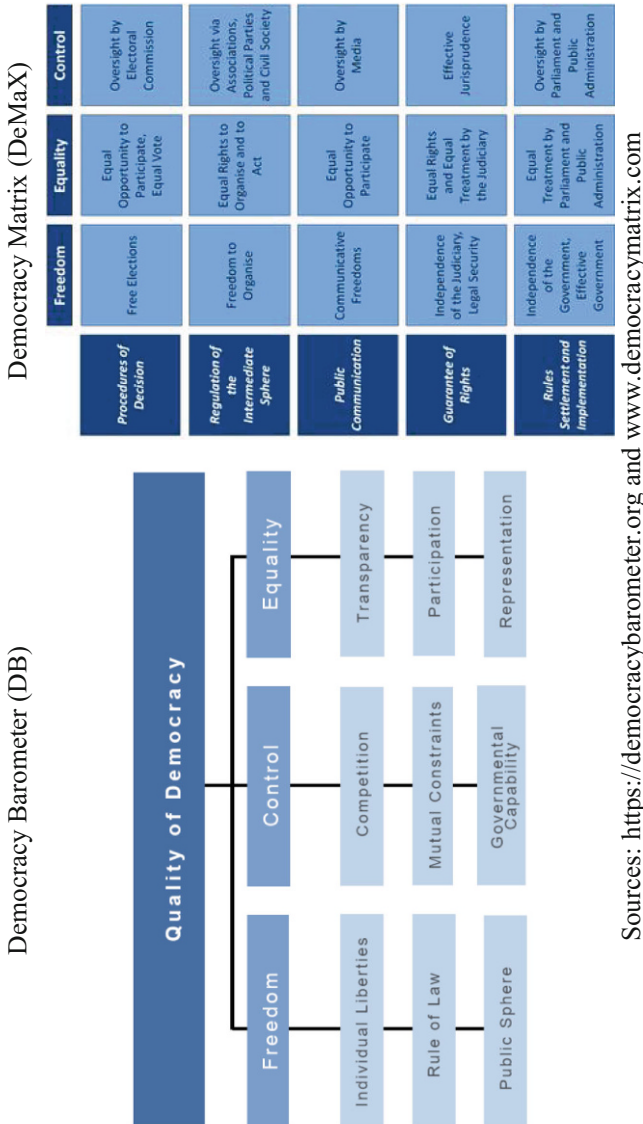 Democracy Barometer (DB)
Quality of Democracy
Freedom
Control
Equality
Individual Liberties
Competition
Transparency
Rule of Law
Mutual Constraints
Participation
Public Sphere
Governmental
Capability
Representation
Democracy Matrix (DeMaX)
Freedom
Equality
Control
Procedures of
Decision
Free Elections
Equal
Opportunity to
Participate,
Equal Vote
Oversight by
Electoral
Commission
Regulation of
the
Intermediate
Sphere
Freedom to
Organise
Equal Rights to
Organise and to
Act
Oversight via
Associations,
Political Parties
and Civil Society
Public
Communication
Communicative
Freedoms
Equal
Opportunity to
Participate
Oversight by
Media
Guarantee of
Rights
Independence
of the Judiciary,
Legal Security
Equal Rights
and Equal
Treatment by
the Judiciary
Effective
Jurisprudence
Rules
Settlement and
Implementation
Independence
of the
Government,
Effective
Government
Equal
Treatment by
Parliament and
Public
Administration
Oversight by
Parliament and
Public
Administration
Sources: https://democracybarometer.org and www.democracymatrix.com